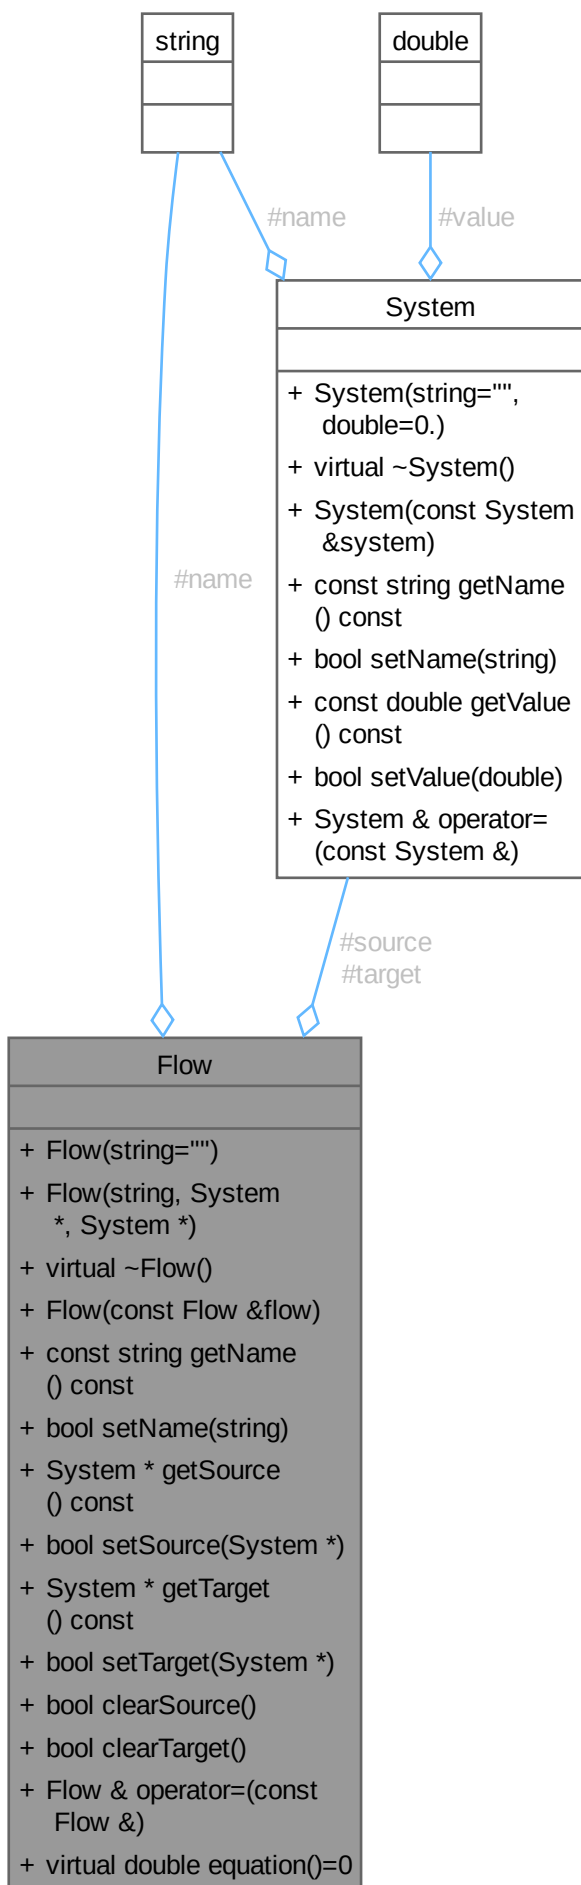 string
double
#name
#value
System
+ System(string="",
double=0.)
+ virtual ~System()
+ System(const System
&system)
+ const string getName
() const
+ bool setName(string)
+ const double getValue
() const
+ bool setValue(double)
+ System & operator=
(const System &)
#name
#source
#target
Flow
+ Flow(string="")
+ Flow(string, System
*, System *)
+ virtual ~Flow()
+ Flow(const Flow &flow)
+ const string getName
() const
+ bool setName(string)
+ System * getSource
() const
+ bool setSource(System *)
+ System * getTarget
() const
+ bool setTarget(System *)
+ bool clearSource()
+ bool clearTarget()
+ Flow & operator=(const
Flow &)
+ virtual double equation()=0